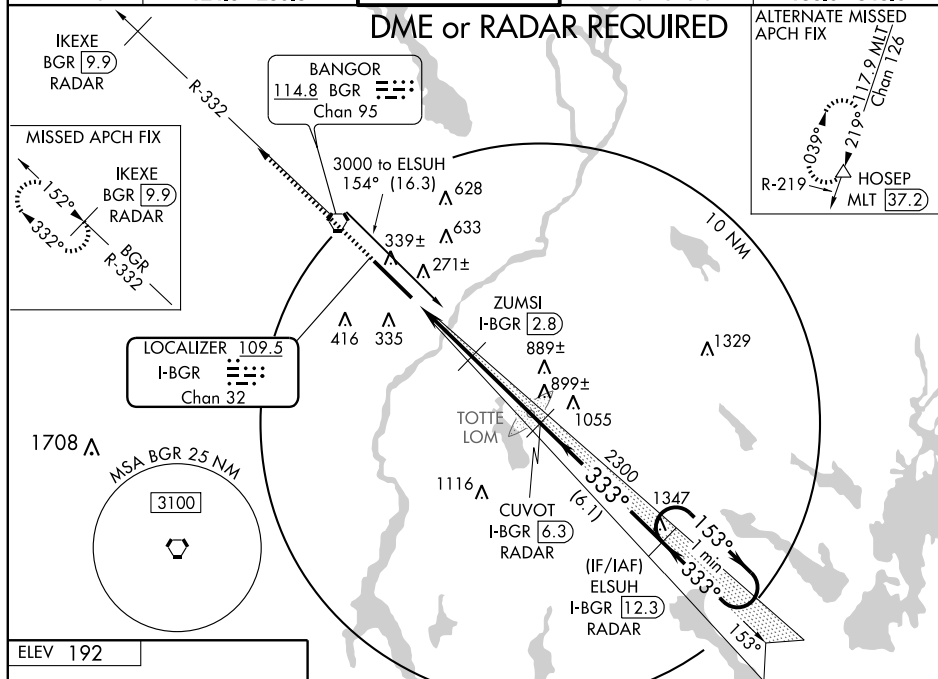 DME or RADAR REQUIRED
IKEXE
BGR 9.9
RADAR
R-332
BANGOR
114.8 BGR
Chan 95
ALTERNATE MISSED
APCH FIX
117.9 MLT
Chan 126
039°
219°
R-219
HOSEP
MLT 37.2
MISSED APCH FIX
IKEXE
BGR 9.9
RADAR
152°
332°
BGR
R-332
3000 to ELSUH
154° (16.3)
628
633
339±
271±
10 NM
416
335
ZUMSI
I-BGR 2.8
889±
899±
1055
1329
LOCALIZER 109.5
I-BGR
Chan 32
TOTTE
LOM
1708
MSA BGR 25 NM
3100
1116
CUVOT
I-BGR 6.3
RADAR
2300
333°
(6.1)
1347
153°
1 min
333°
(IF/IAF)
ELSUH
I-BGR 12.3
RADAR
153°
ELEV 192